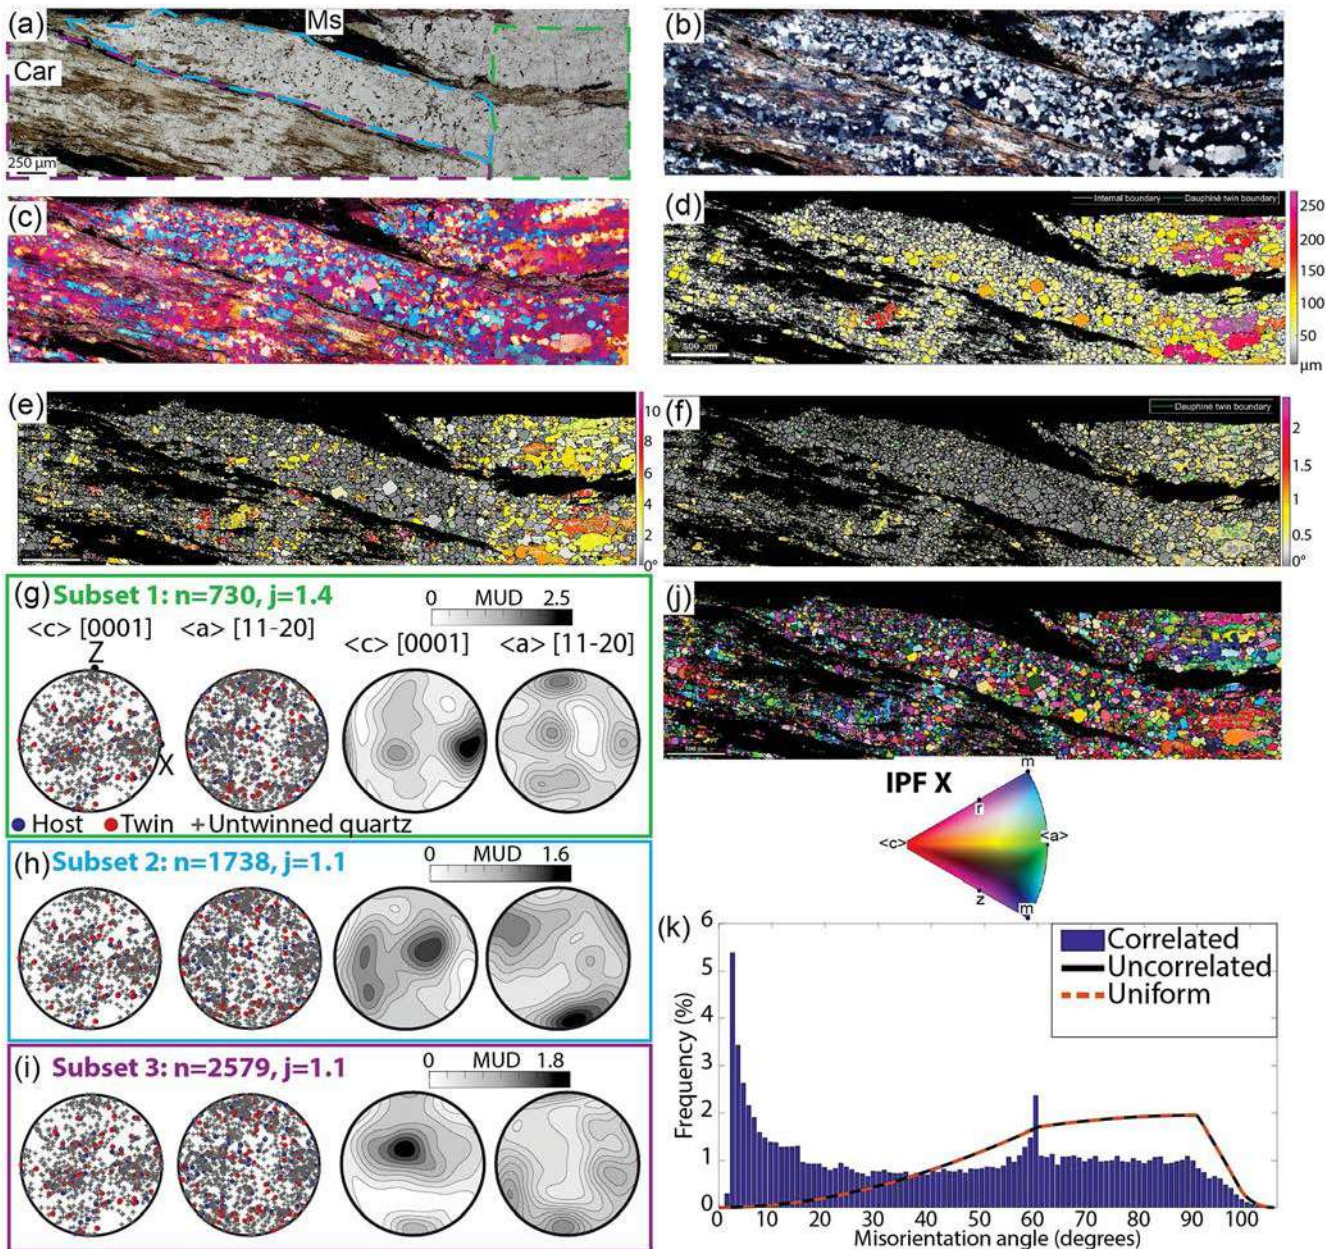 (a)
Ms
Car
250 µm
(b)
(c)
(d)
Internal boundary
Dauphiné twin boundary
250
200
150
100
50
µm
500 µm
(e)
10
8
6
4
2
0°
(f)
Dauphiné twin boundary
2
1.5
1
0.5
0°
(g)
Subset 1: n=730, j=1.4
0 MUD 2.5
<c> [0001] <a> [11-20] <c> [0001] <a> [11-20]
Z
X
Host Twin +Untwinned quartz
(h)
Subset 2: n=1738, j=1.1
0 MUD 1.6
(i)
Subset 3: n=2579, j=1.1
0 MUD 1.8
(j)
IPF X
m
r
<c>
<a>
z
m
(k)
6
5
4
3
2
1
0
Frequency (%)
Correlated
Uncorrelated
Uniform
0 10 20 30 40 50 60 70 80 90 100
Misorientation angle (degrees)